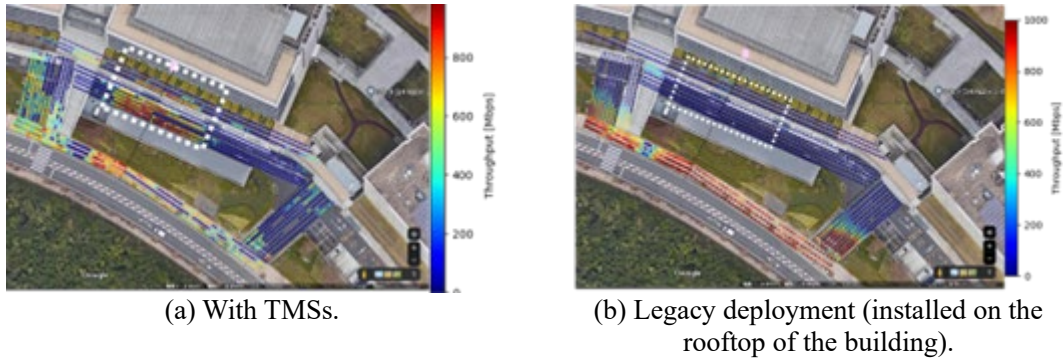 800
600
400
200
0
Throughput [Mbps]
1000
800
600
400
200
0
Throughput [Mbps]
(a) With TMSs.
(b) Legacy deployment (installed on the
rooftop of the building).